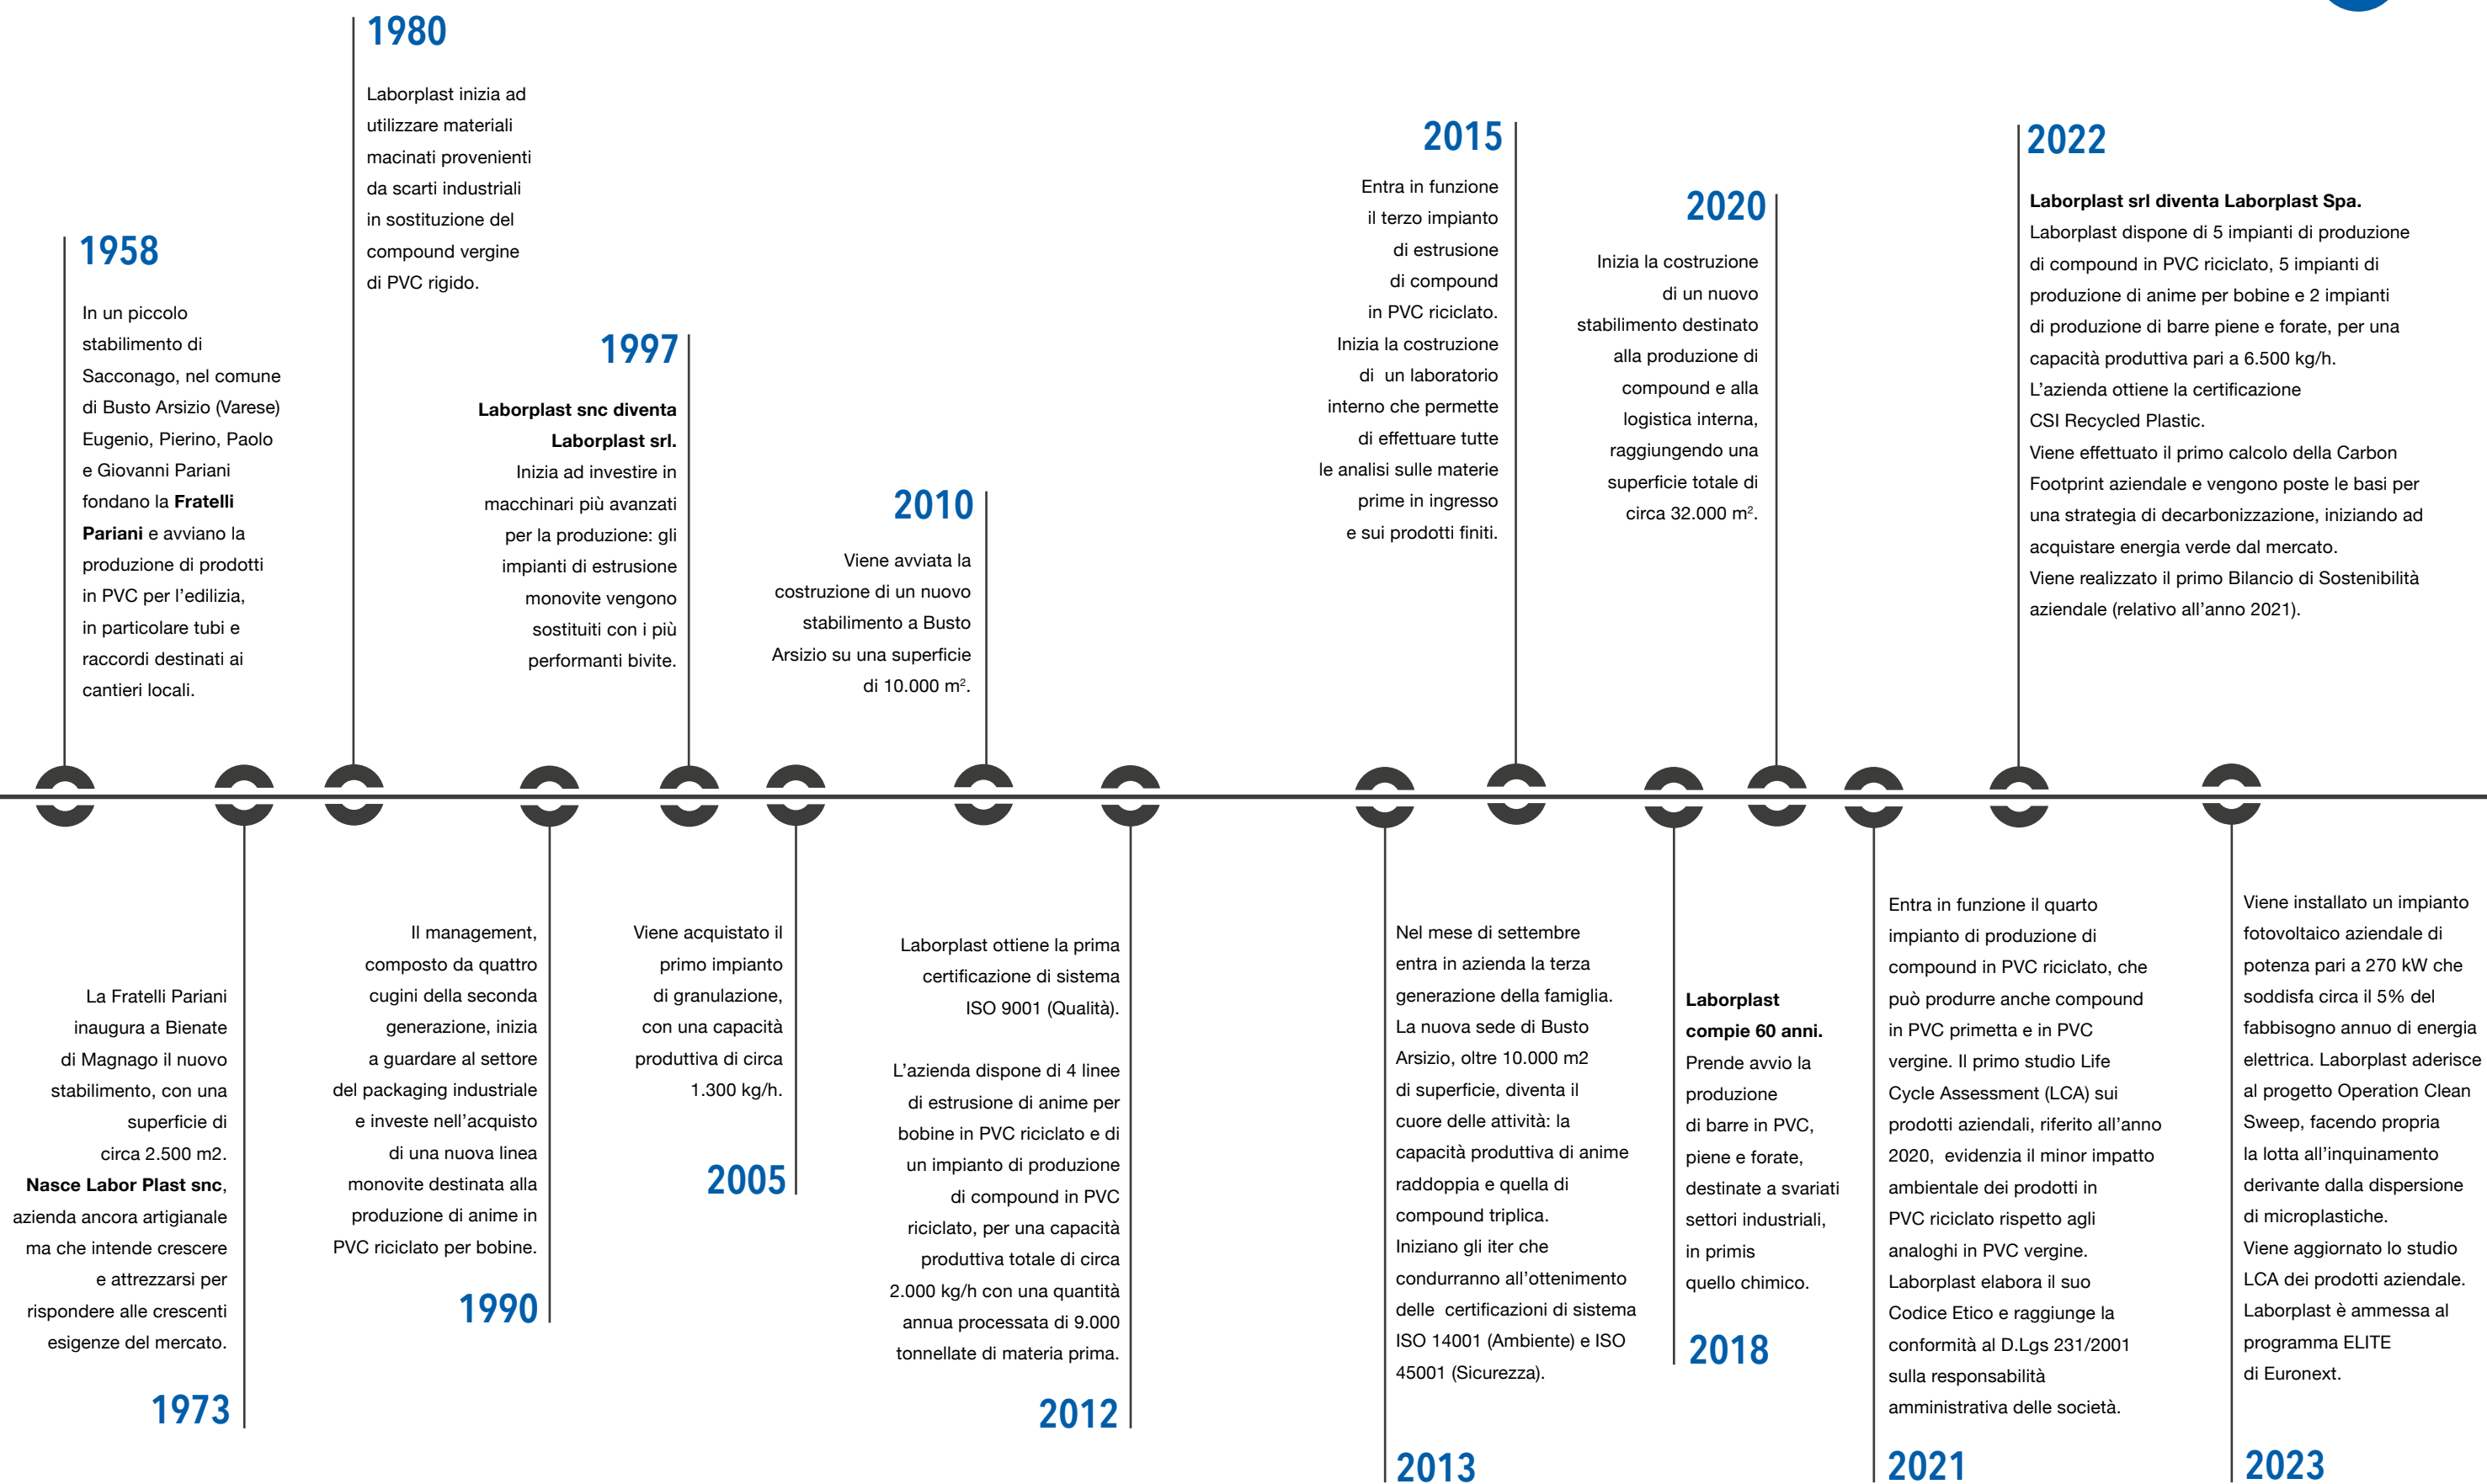 1958
In un piccolo
stabilimento di
Sacconago, nel comune
di Busto Arsizio (Varese)
Eugenio, Pierino, Paolo
e Giovanni Pariani
fondano la Fratelli
Pariani e avviano la
produzione di prodotti
in PVC per l’edilizia,
in particolare tubi e
raccordi destinati ai
cantieri locali.
La Fratelli Pariani
inaugura a Bienate
di Magnago il nuovo
stabilimento, con una
superficie di
circa 2.500 m2.
Nasce Labor Plast snc,
azienda ancora artigianale
ma che intende crescere
e attrezzarsi per
rispondere alle crescenti
esigenze del mercato.
1973
1980
Laborplast inizia ad
utilizzare materiali
macinati provenienti
da scarti industriali
in sostituzione del
compound vergine
di PVC rigido.
Il management,
composto da quattro
cugini della seconda
generazione, inizia
a guardare al settore
del packaging industriale
e investe nell’acquisto
di una nuova linea
monovite destinata alla
produzione di anime in
PVC riciclato per bobine.
1990
1997
Laborplast snc diventa
Laborplast srl.
Inizia ad investire in
macchinari più avanzati
per la produzione: gli
impianti di estrusione
monovite vengono
sostituiti con i più
performanti bivite.
Viene acquistato il
primo impianto
di granulazione,
con una capacità
produttiva di circa
1.300 kg/h.
2005
2010
Viene avviata la
costruzione di un nuovo
stabilimento a Busto
Arsizio su una superficie
di 10.000 m².
Laborplast ottiene la prima
certificazione di sistema
ISO 9001 (Qualità).
L’azienda dispone di 4 linee
di estrusione di anime per
bobine in PVC riciclato e di
un impianto di produzione
di compound in PVC
riciclato, per una capacità
produttiva totale di circa
2.000 kg/h con una quantità
annua processata di 9.000
tonnellate di materia prima.
2012
Nel mese di settembre
entra in azienda la terza
generazione della famiglia.
La nuova sede di Busto
Arsizio, oltre 10.000 m2
di superficie, diventa il
cuore delle attività: la
capacità produttiva di anime
raddoppia e quella di
compound triplica.
Iniziano gli iter che
condurranno all’ottenimento
delle certificazioni di sistema
ISO 14001 (Ambiente) e ISO
45001 (Sicurezza).
2013
2015
Entra in funzione
il terzo impianto
di estrusione
di compound
in PVC riciclato.
Inizia la costruzione
di un laboratorio
interno che permette
di effettuare tutte
le analisi sulle materie
prime in ingresso
e sui prodotti finiti.
Laborplast
compie 60 anni.
Prende avvio la
produzione
di barre in PVC,
piene e forate,
destinate a svariati
settori industriali,
in primis
quello chimico.
2018
2020
Inizia la costruzione
di un nuovo
stabilimento destinato
alla produzione di
compound e alla
logistica interna,
raggiungendo una
superficie totale di
circa 32.000 m².
Entra in funzione il quarto
impianto di produzione di
compound in PVC riciclato, che
può produrre anche compound
in PVC primetta e in PVC
vergine. Il primo studio Life
Cycle Assessment (LCA) sui
prodotti aziendali, riferito all’anno
2020, evidenzia il minor impatto
ambientale dei prodotti in
PVC riciclato rispetto agli
analoghi in PVC vergine.
Laborplast elabora il suo
Codice Etico e raggiunge la
conformità al D.Lgs 231/2001
sulla responsabilità
amministrativa delle società.
2021
2022
Laborplast srl diventa Laborplast Spa.
Laborplast dispone di 5 impianti di produzione
di compound in PVC riciclato, 5 impianti di
produzione di anime per bobine e 2 impianti
di produzione di barre piene e forate, per una
capacità produttiva pari a 6.500 kg/h.
L’azienda ottiene la certificazione
CSI Recycled Plastic.
Viene effettuato il primo calcolo della Carbon
Footprint aziendale e vengono poste le basi per
una strategia di decarbonizzazione, iniziando ad
acquistare energia verde dal mercato.
Viene realizzato il primo Bilancio di Sostenibilità
aziendale (relativo all’anno 2021).
Viene installato un impianto
fotovoltaico aziendale di
potenza pari a 270 kW che
soddisfa circa il 5% del
fabbisogno annuo di energia
elettrica. Laborplast aderisce
al progetto Operation Clean
Sweep, facendo propria
la lotta all’inquinamento
derivante dalla dispersione
di microplastiche.
Viene aggiornato lo studio
LCA dei prodotti aziendale.
Laborplast è ammessa al
programma ELITE
di Euronext.
2023